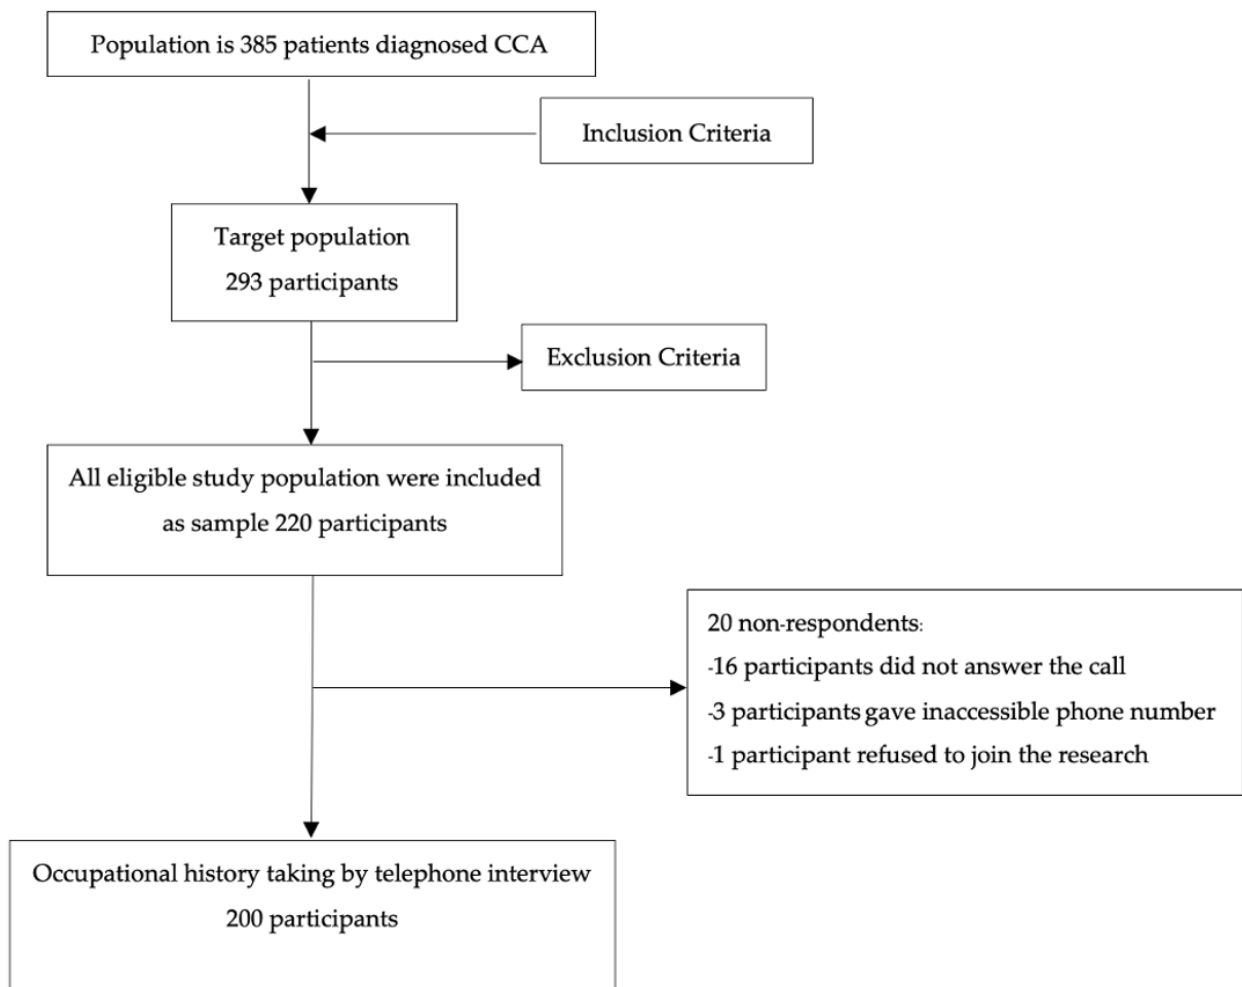 Population is 385 patients diagnosed CCA
Inclusion Criteria
Target population
293 participants
Exclusion Criteria
All eligible study population were included
as sample 220 participants
20 non-respondents:
-16 participants did not answer the call
-3 participants gave inaccessible phone number
-1 participant refused to join the research
Occupational history taking by telephone interview
200 participants